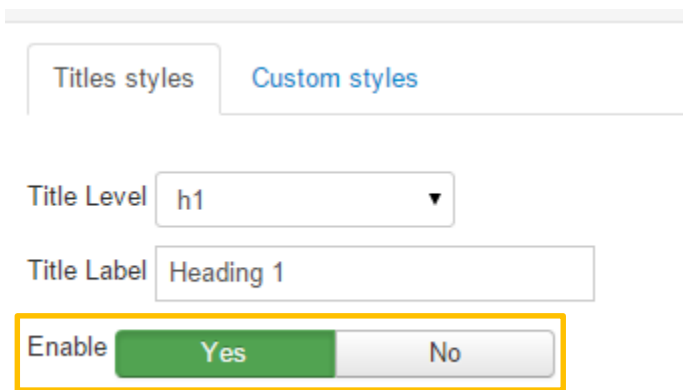 Titles styles Custom styles
Title Level h1
Title Label Heading 1
Enable Yes No